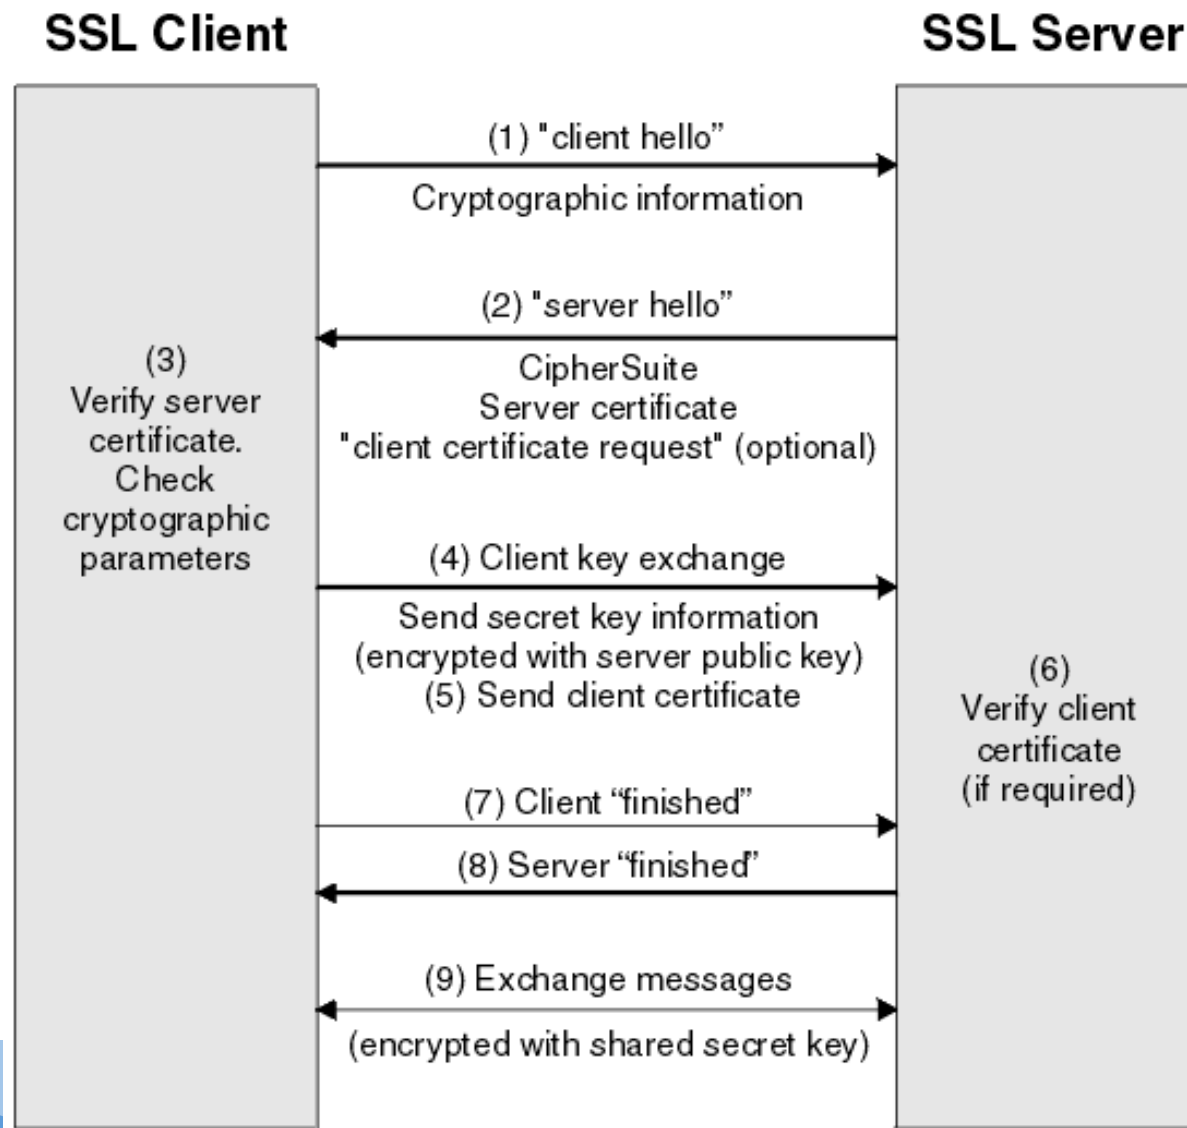 SSL Client
SSL Server
(1) "client hello”
Cryptographic information
(2) "server hello”
CipherSuite
Server certificate
"client certificate request" (optional)
(3)
Verify server
certificate.
Check
cryptographic
parameters
(4) Client key exchange
Send secret key information
(encrypted with server public key)
(5) Send client certificate
(6)
Verify client
certificate
(if required)
(7) Client “finished”
(8) Server “finished”
(9) Exchange messages
(encrypted with shared secret key)